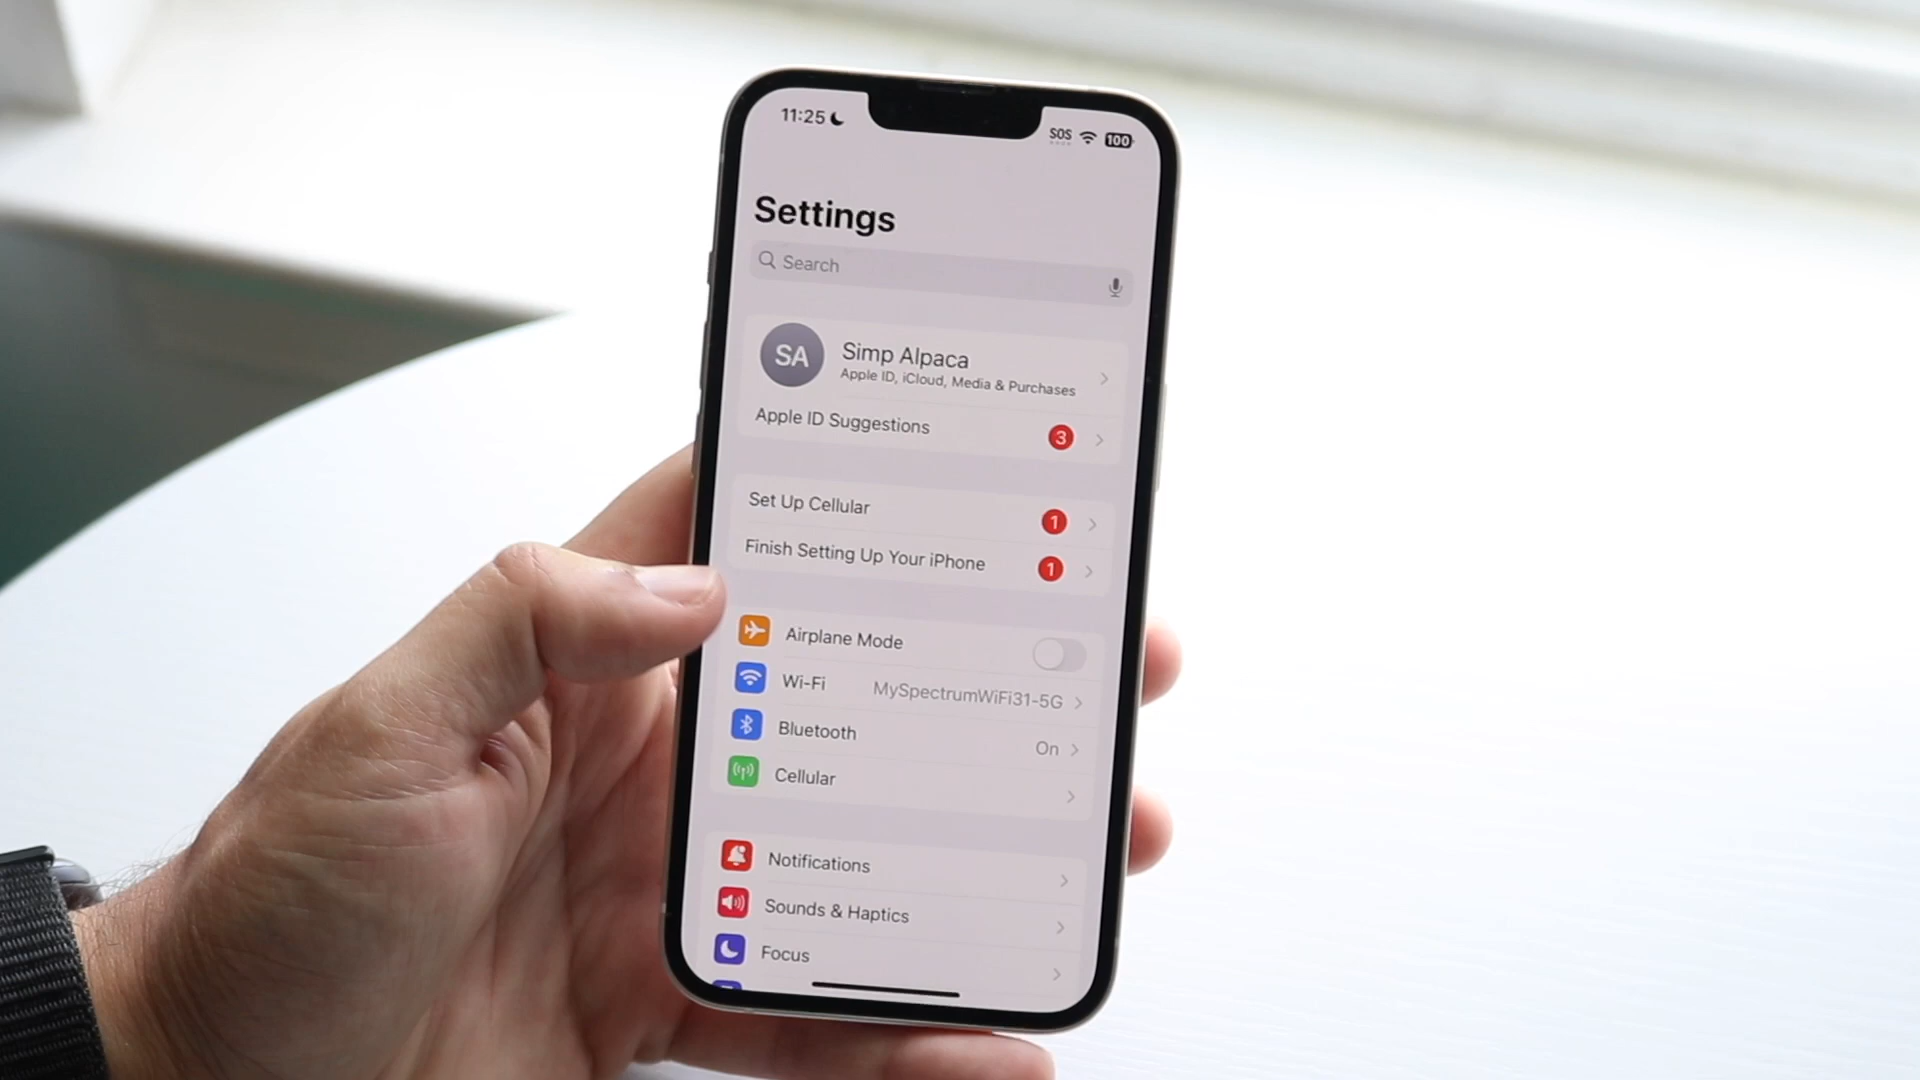 11:25
SOS
100
Settings
Search
SA
Simp Alpaca
Apple ID, iCloud, Media & Purchases
Apple ID Suggestions
3
Set Up Cellular
1
Finish Setting Up Your iPhone
1
Airplane Mode
Wi-Fi
MySpectrumWiFi31-5G
Bluetooth
On
Cellular
Notifications
Sounds & Haptics
Focus